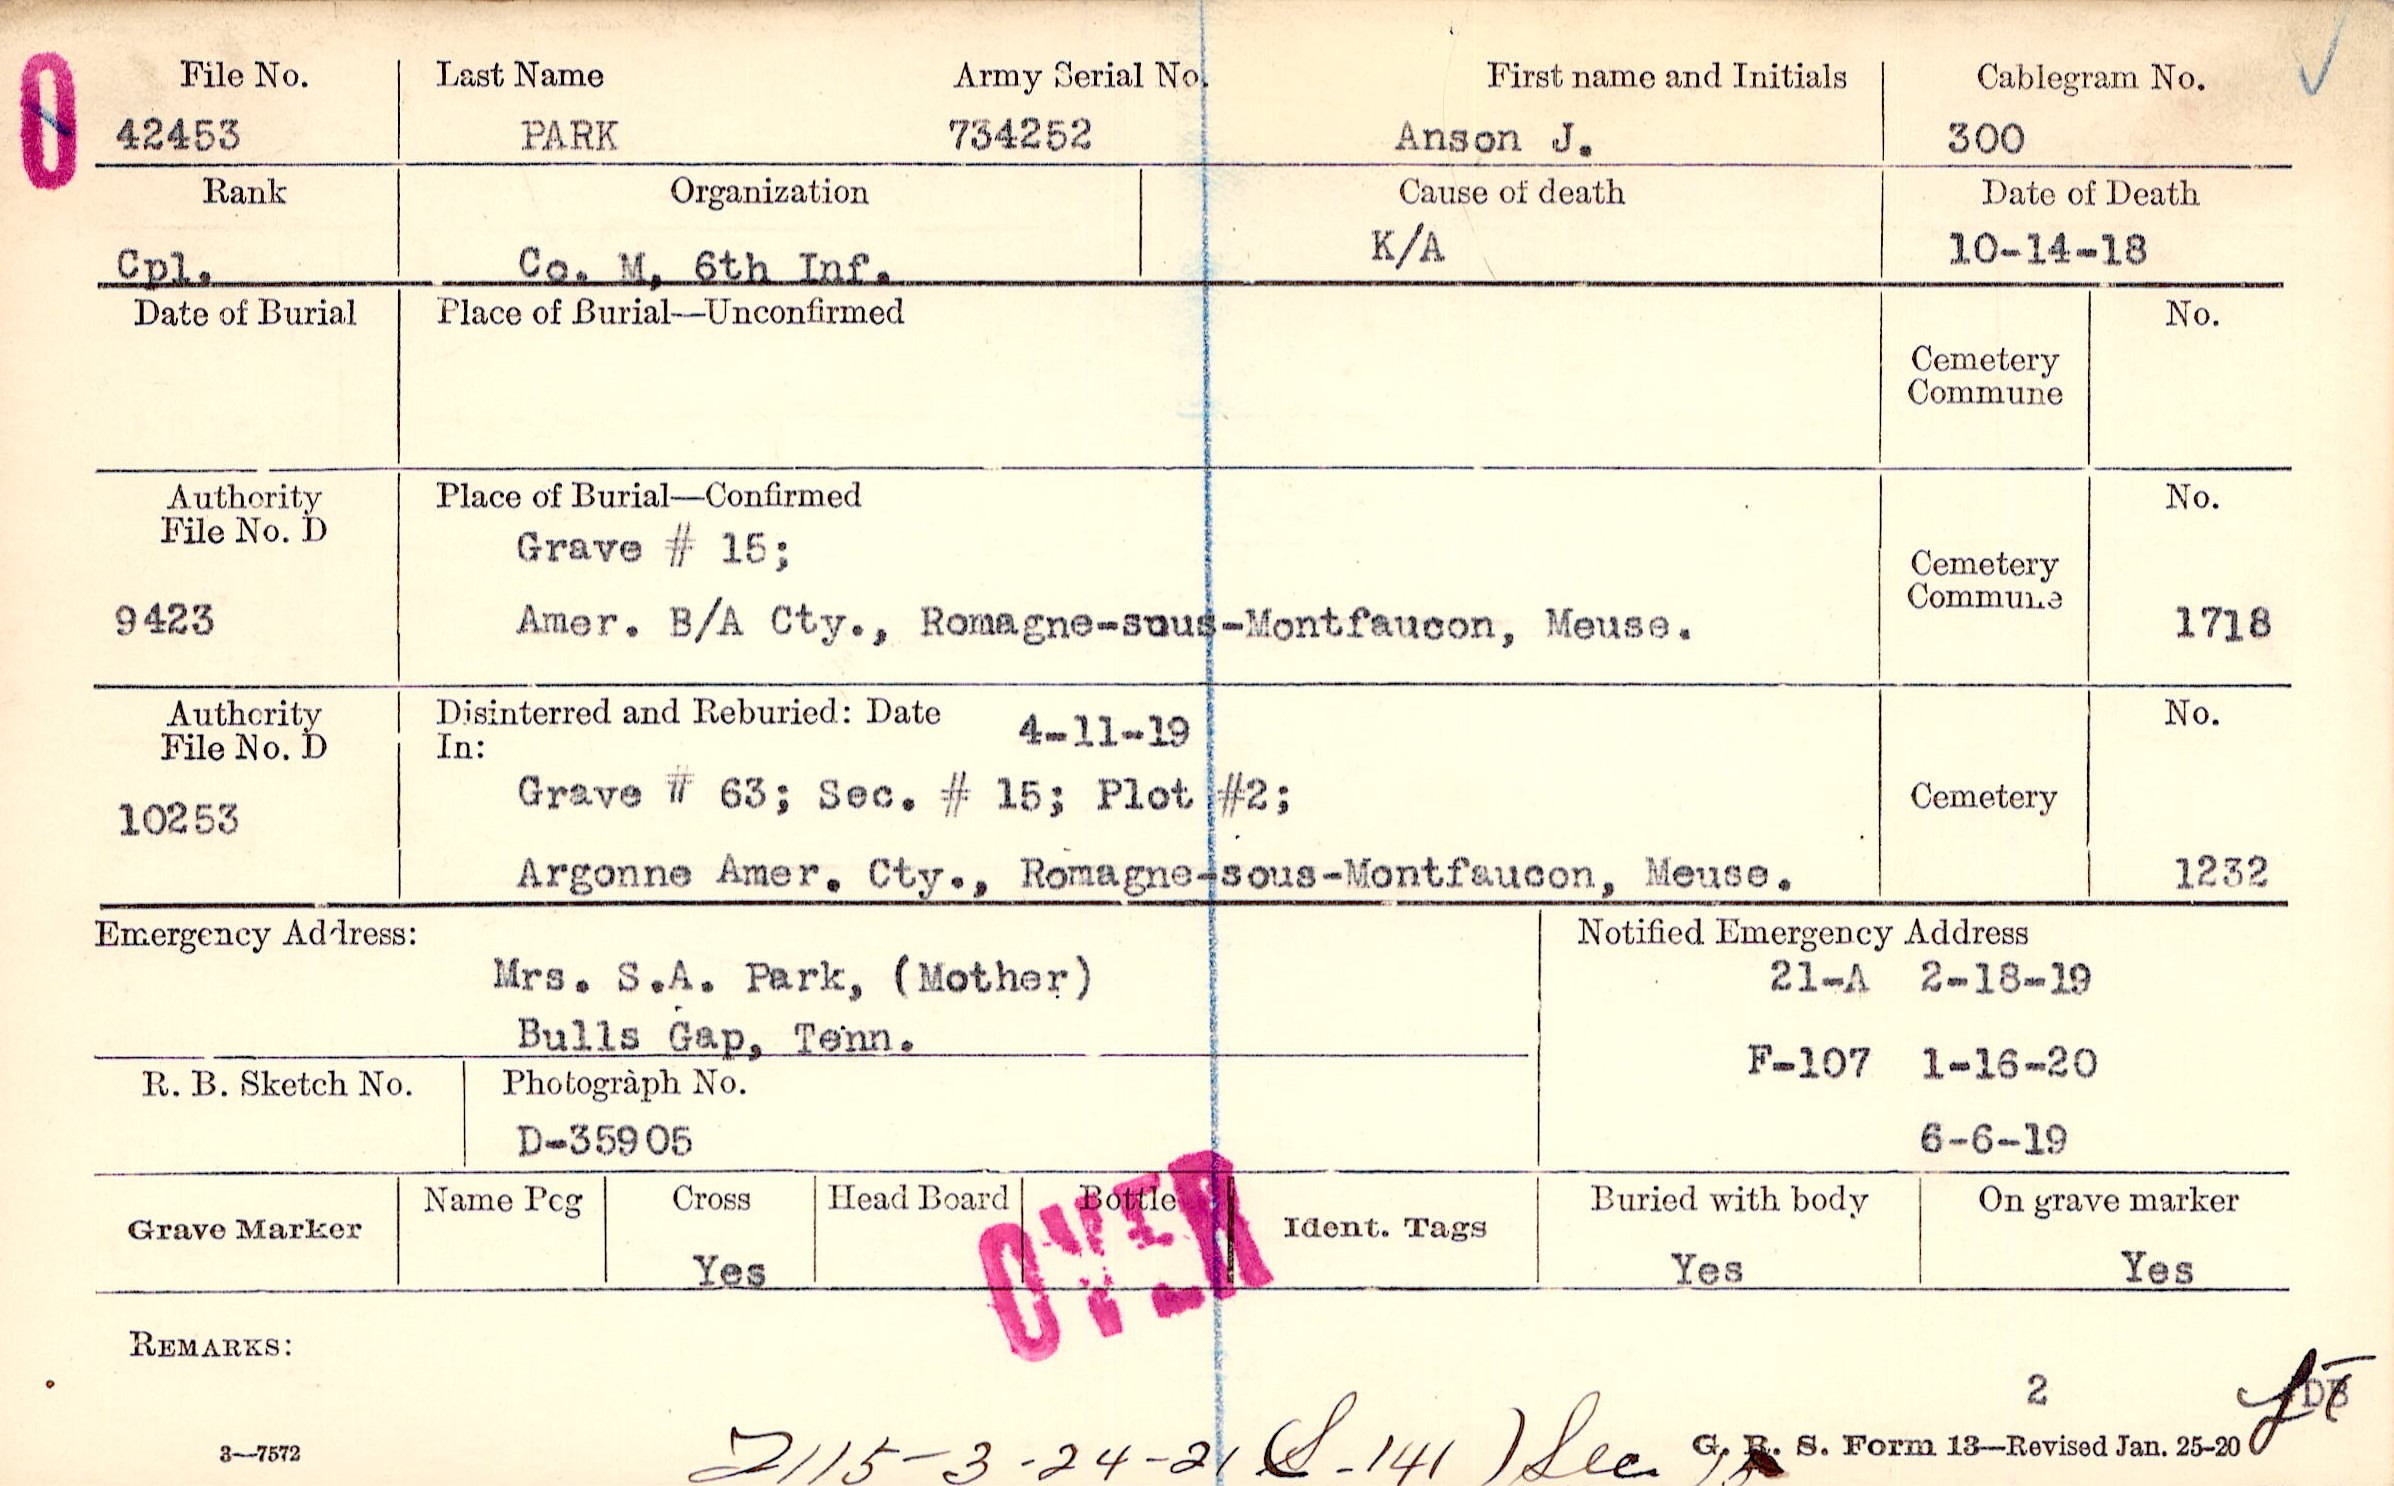 File No. Last Name Army Serial No. First name and Initials Cablegram No.
42453 PARK 734252 Anson J. 300
Rank Organization Cause of death Date of Death
Cpl. Co. M, 6th Inf. K/A 10-14-18
Date of Burial Place of Burial—Unconfirmed No.
Cemetery
Commune
Authority Place of Burial—Confirmed No.
File No. D
Grave # 15;
Cemetery
Commune
9423 Amer. B/A Cty., Romagne-sous-Montfaucon, Meuse. 1718
Authority Disinterred and Reburied: Date 4-11-19 No.
File No. D In:
Grave # 63; Sec. # 15; Plot #2; Cemetery
10253
Argonne Amer. Cty., Romagne-sous-Montfaucon, Meuse. 1232
Emergency Address: Notified Emergency Address
Mrs. S.A. Park, (Mother) 21-A 2-18-19
Bulls Gap, Tenn.
F-107 1-16-20
R. B. Sketch No. Photograph No.
D-35905 6-6-19
Grave Marker Name Peg Cross Head Board Bottle Ident. Tags Buried with body On grave marker
Yes Yes Yes
OVER
REMARKS:
2
3—7572 G. R. S. Form 13—Revised Jan. 25-20
115-3-24-21 (S-141) Sec